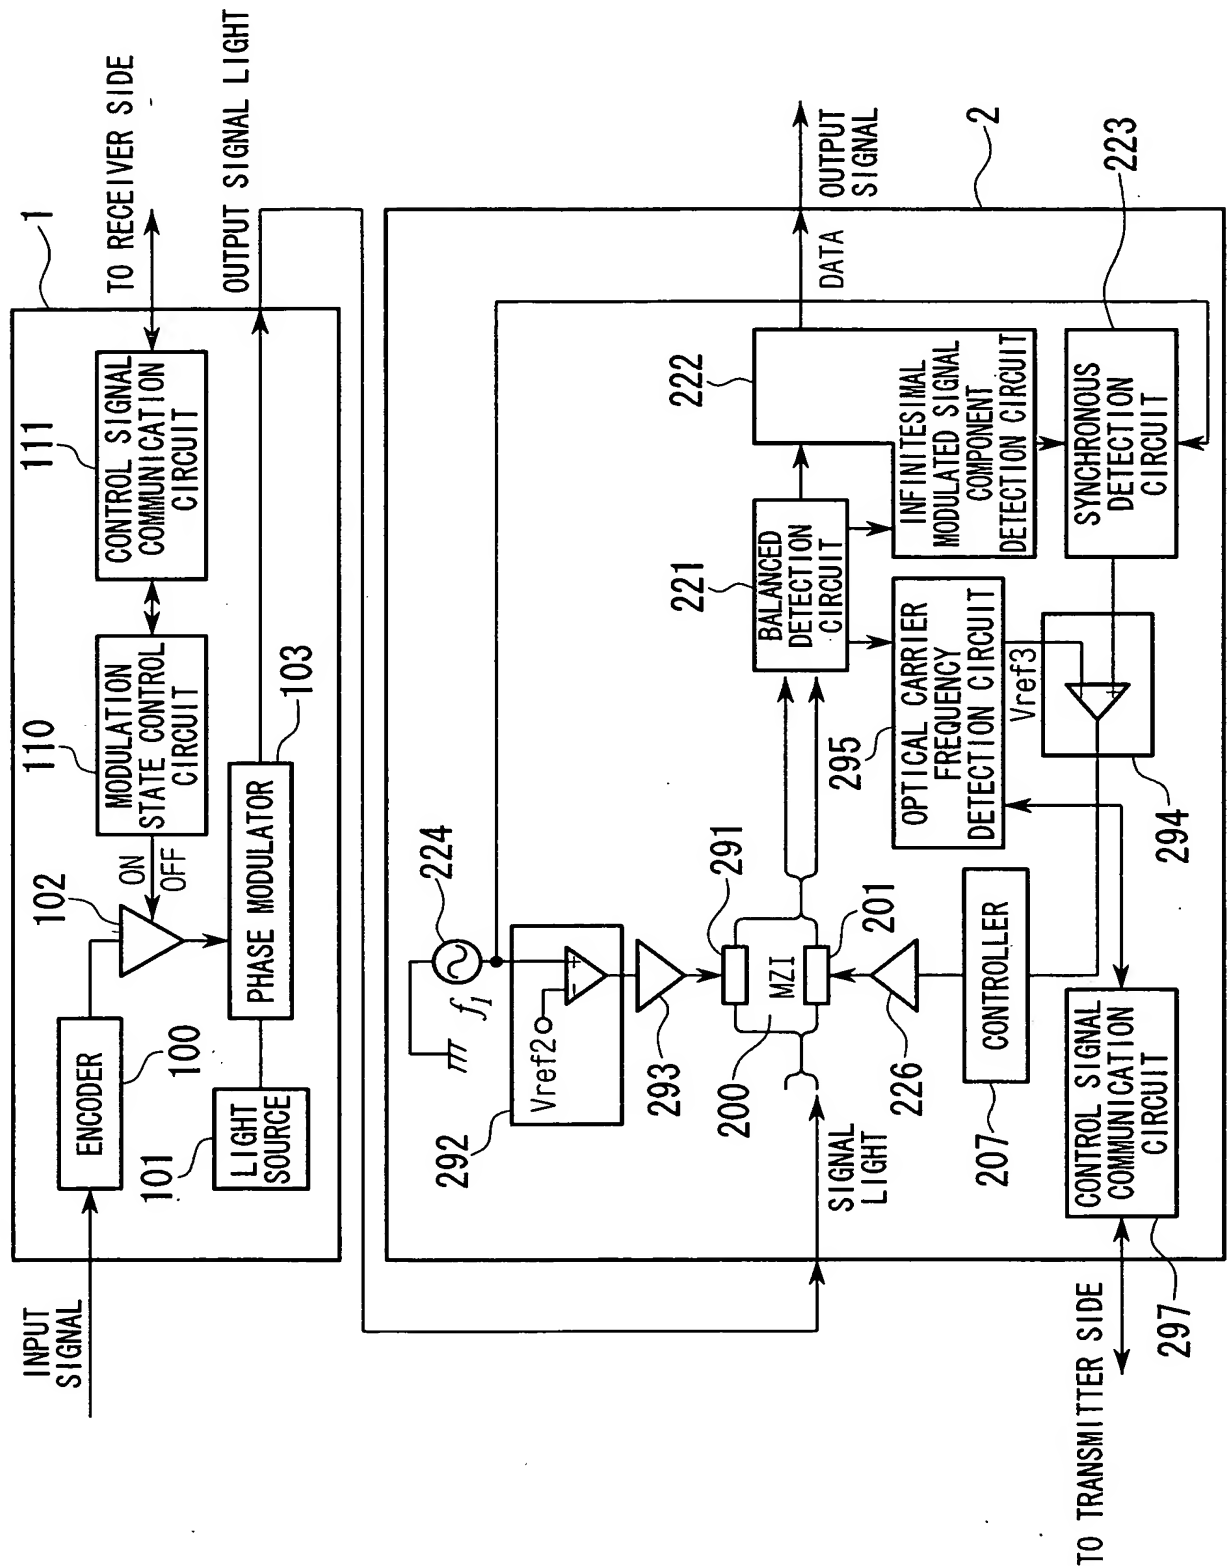 1
TO RECEIVER SIDE
OUTPUT SIGNAL LIGHT
111
CONTROL SIGNAL
COMMUNICATION
CIRCUIT
110
MODULATION
STATE CONTROL
CIRCUIT
103
ON
OFF
102
PHASE MODULATOR
ENCODER
100
101
LIGHT
SOURCE
INPUT
SIGNAL
2
OUTPUT
SIGNAL
DATA
223
222
INFINITESIMAL
MODULATED SIGNAL
COMPONENT
DETECTION CIRCUIT
SYNCHRONOUS
DETECTION
CIRCUIT
221
BALANCED
DETECTION
CIRCUIT
295
OPTICAL CARRIER
FREQUENCY
DETECTION CIRCUIT
Vref3
+
294
224
f1
292
Vref2
+
-
293
291
MZI
200
201
226
CONTROLLER
207
SIGNAL
LIGHT
CONTROL SIGNAL
COMMUNICATION
CIRCUIT
297
TO TRANSMITTER SIDE